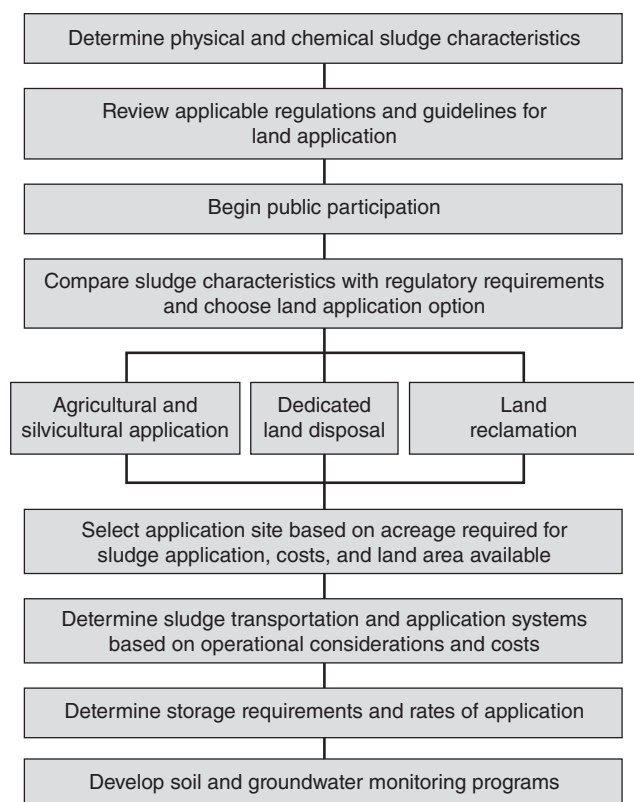 Determine physical and chemical sludge characteristics
Review applicable regulations and guidelines for
land application
Begin public participation
Compare sludge characteristics with regulatory requirements
and choose land application option
Agricultural and
silvicultural application
Dedicated
land disposal
Land
reclamation
Select application site based on acreage required for
sludge application, costs, and land area available
Determine sludge transportation and application systems
based on operational considerations and costs
Determine storage requirements and rates of application
Develop soil and groundwater monitoring programs